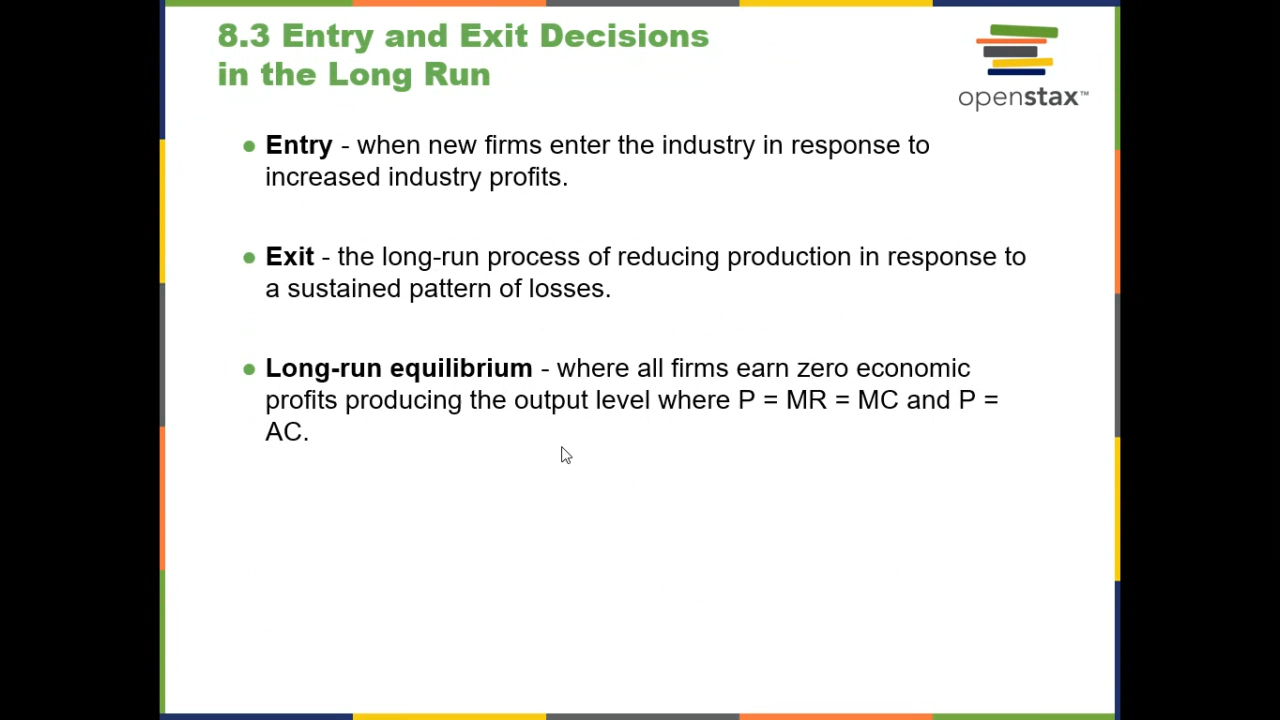 8.3 Entry and Exit Decisions
in the Long Run
openstax™
• Entry - when new firms enter the industry in response to
increased industry profits.
• Exit - the long-run process of reducing production in response to
a sustained pattern of losses.
• Long-run equilibrium - where all firms earn zero economic
profits producing the output level where P = MR = MC and P =
AC.